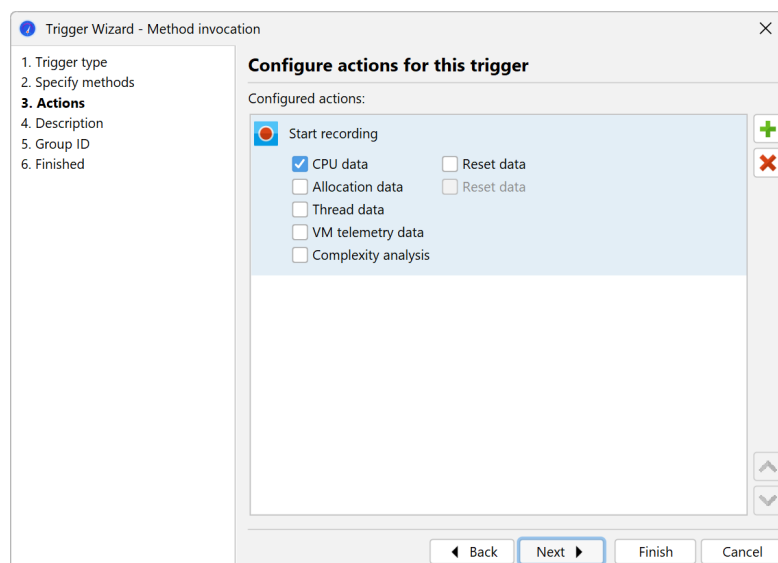 Trigger Wizard - Method invocation
1. Trigger type
2. Specify methods
3. Actions
4. Description
5. Group ID
6. Finished
Configure actions for this trigger
Configured actions:
Start recording
CPU data Reset data
Allocation data Reset data
Thread data
VM telemetry data
Complexity analysis
Back Next Finish Cancel